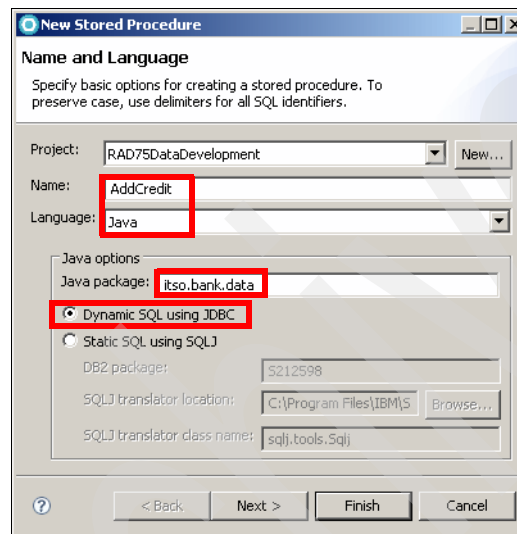 New Stored Procedure
Name and Language
Specify basic options for creating a stored procedure. To
preserve case, use delimiters for all SQL identifiers.
Project: RAD75DataDevelopment New...
Name: AddCredit
Language: Java
Java options
Java package: itso.bank.data
Dynamic SQL using JDBC
Static SQL using SQLJ
DB2 package: S212598
SQLJ translator location: C:\Program Files\IBM\S Browse...
SQLJ translator class name: sqlj.tools.Sqlj
? < Back Next > Finish Cancel